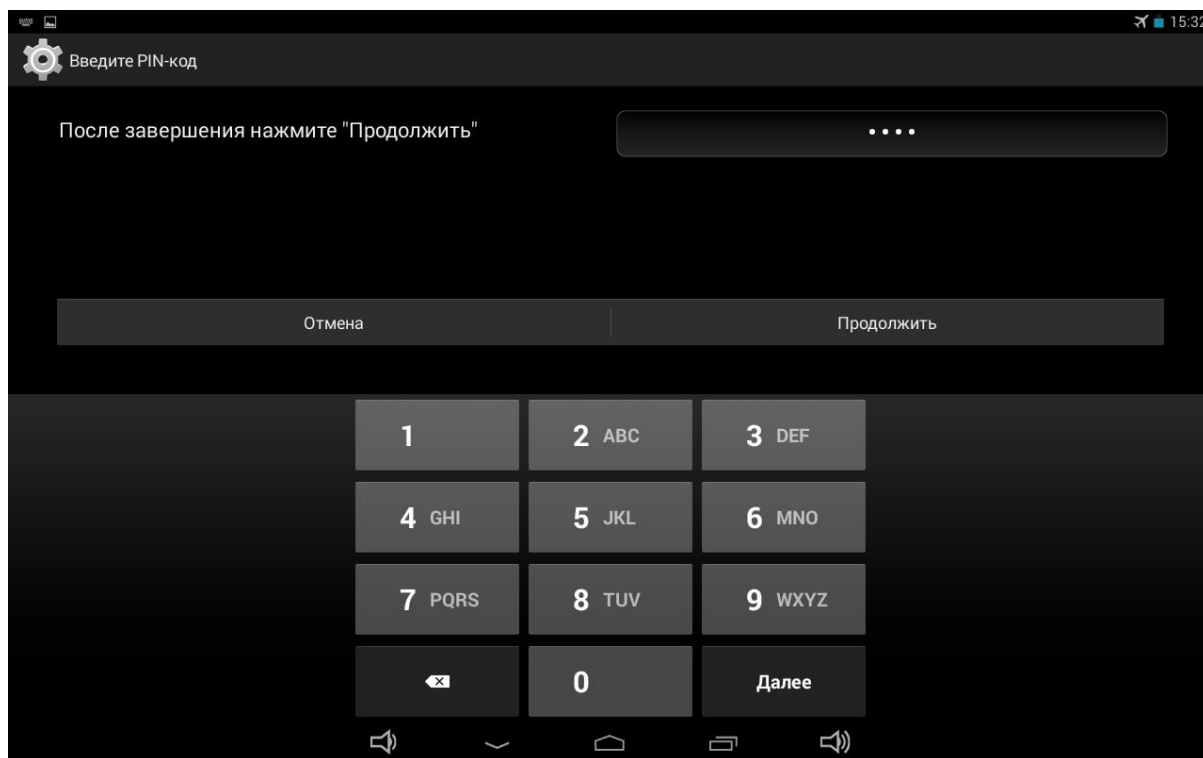 15:32
Введите PIN-код
После завершения нажмите "Продолжить"
••••
Отмена
Продолжить
1
2 ABC
3 DEF
4 GHI
5 JKL
6 MNO
7 PQRS
8 TUV
9 WXYZ
0
Далее